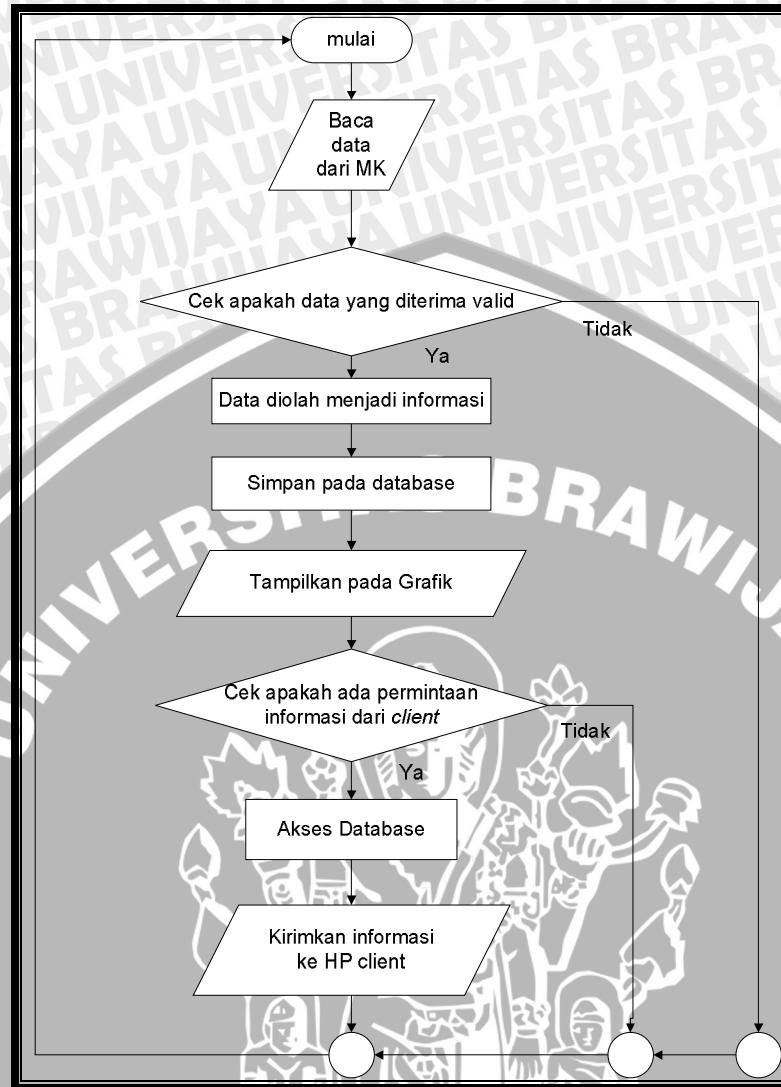 mulai
Baca
data
dari MK
Cek apakah data yang diterima valid
Tidak
Ya
Data diolah menjadi informasi
Simpan pada database
Tampilkan pada Grafik
Cek apakah ada permintaan
informasi dari client
Tidak
Ya
Akses Database
Kirimkan informasi
ke HP client
UNIVERSITAS BRAWIJAYA